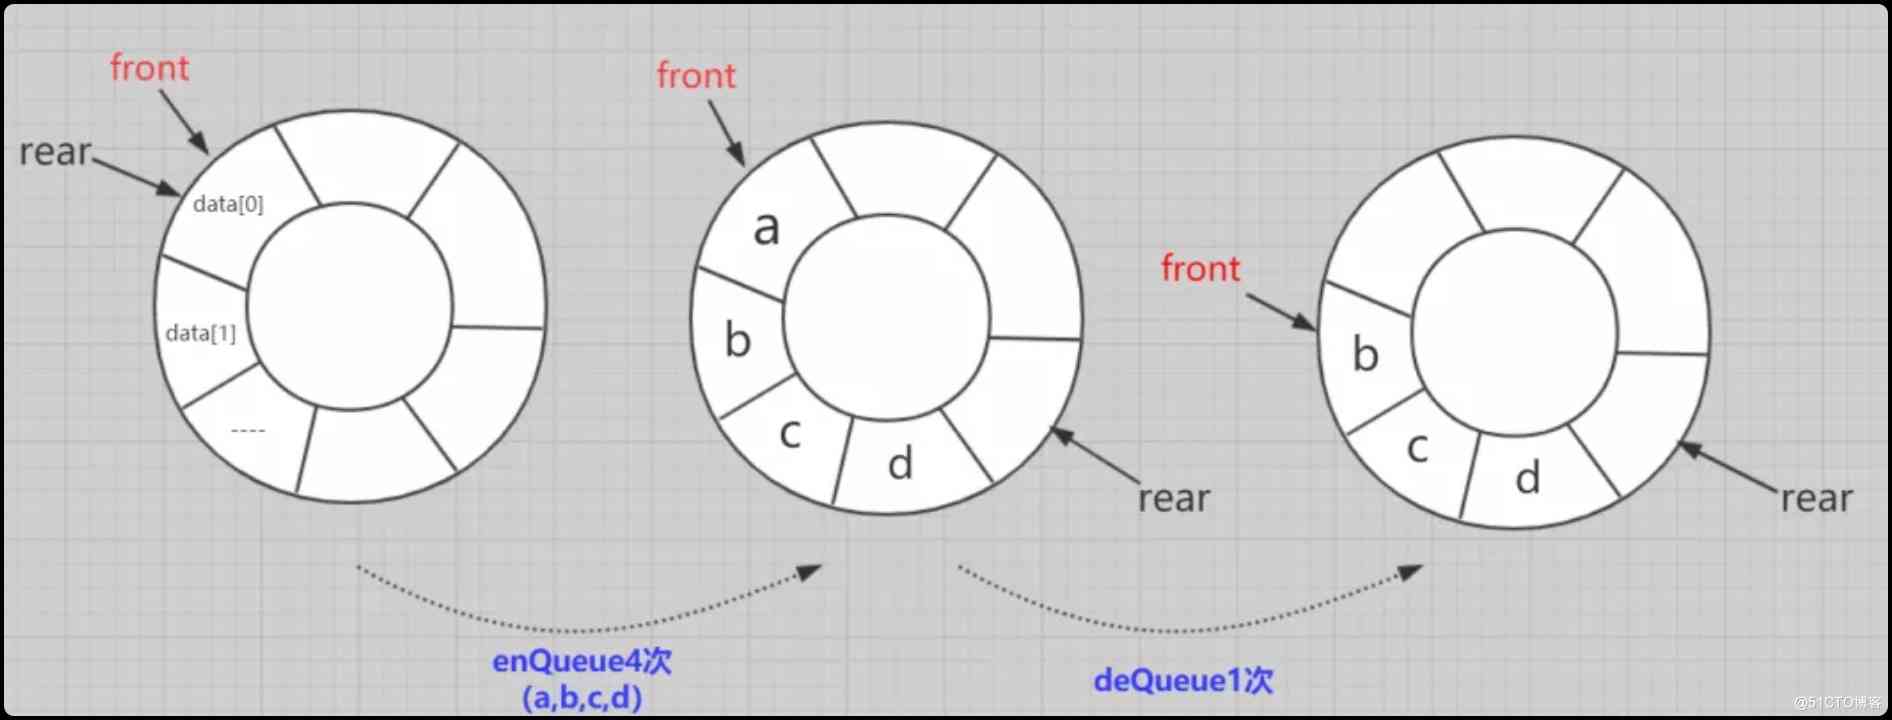 front
rear
data[0]
data[1]
----
front
a
b
c
d
rear
front
b
c
d
rear
enQueue4次
(a,b,c,d)
deQueue1次
@51CTO博客